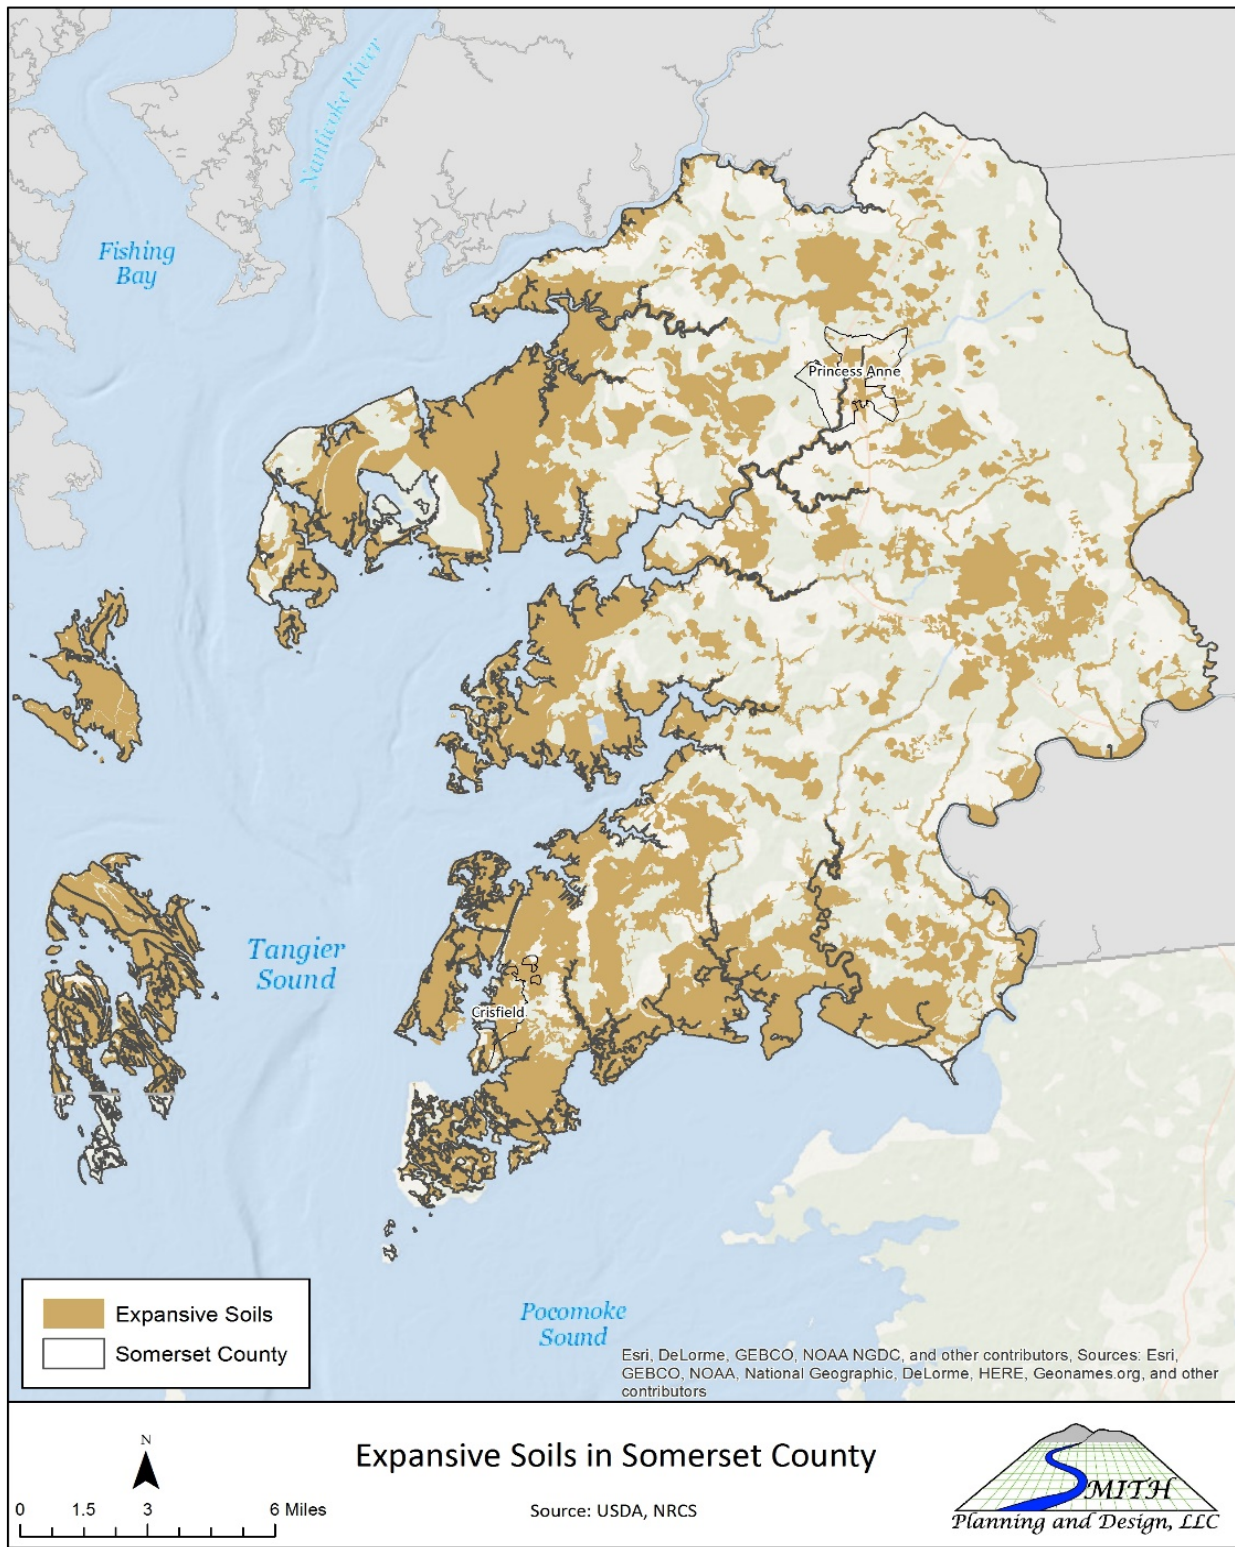 Nanticoke River
Fishing
Bay
Princess Anne
Tangier
Sound
Crisfield
Pocomoke
Sound
Expansive Soils
Somerset County
Esri, DeLorme, GEBCO, NOAA NGDC, and other contributors, Sources: Esri,
GEBCO, NOAA, National Geographic, DeLorme, HERE, Geonames.org, and other
contributors
N
0 1.5 3 6 Miles
Expansive Soils in Somerset County
Source: USDA, NRCS
SMITH
Planning and Design, LLC